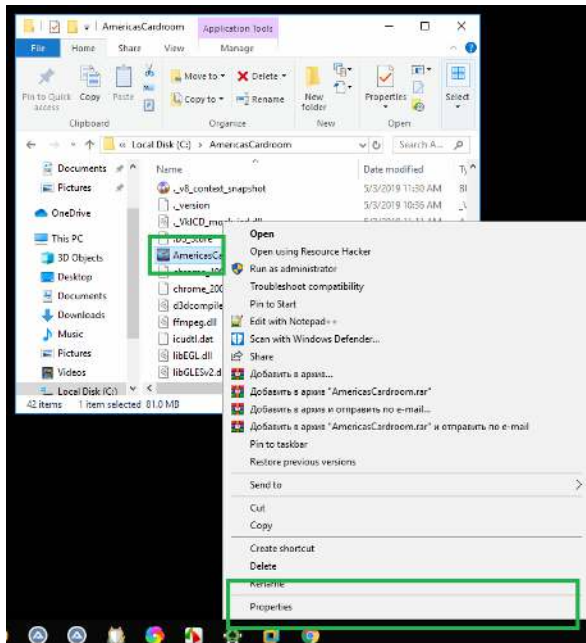 AmericasCardroom
Application Tools
File
Home
Share
View
Manage
Pin to Quick access
Copy
Paste
Move to
Delete
Copy to
Rename
New folder
Properties
Select
Clipboard
Organize
New
Open
« Local Disk (C:) › AmericasCardroom
Search A...
Documents
Pictures
OneDrive
This PC
3D Objects
Desktop
Documents
Downloads
Music
Pictures
Videos
Local Disk (C:)
Name
Date modified
._v8_context_snapshot
5/3/2019 11:30 AM
._version
5/3/2019 10:56 AM
.DS_Store
AmericasCa
d3dcompile
ffmpeg.dll
icudtl.dat
libEGL.dll
libGLESv2.d
42 items
1 item selected 81.0 MB
Open
Open using Resource Hacker
Run as administrator
Troubleshoot compatibility
Pin to Start
Edit with Notepad++
Scan with Windows Defender...
Share
Добавить в архив...
Добавить в архив "AmericasCardroom.rar"
Добавить в архив и отправить по e-mail...
Добавить в архив "AmericasCardroom.rar" и отправить по e-mail
Pin to taskbar
Restore previous versions
Send to
Cut
Copy
Create shortcut
Delete
Rename
Properties